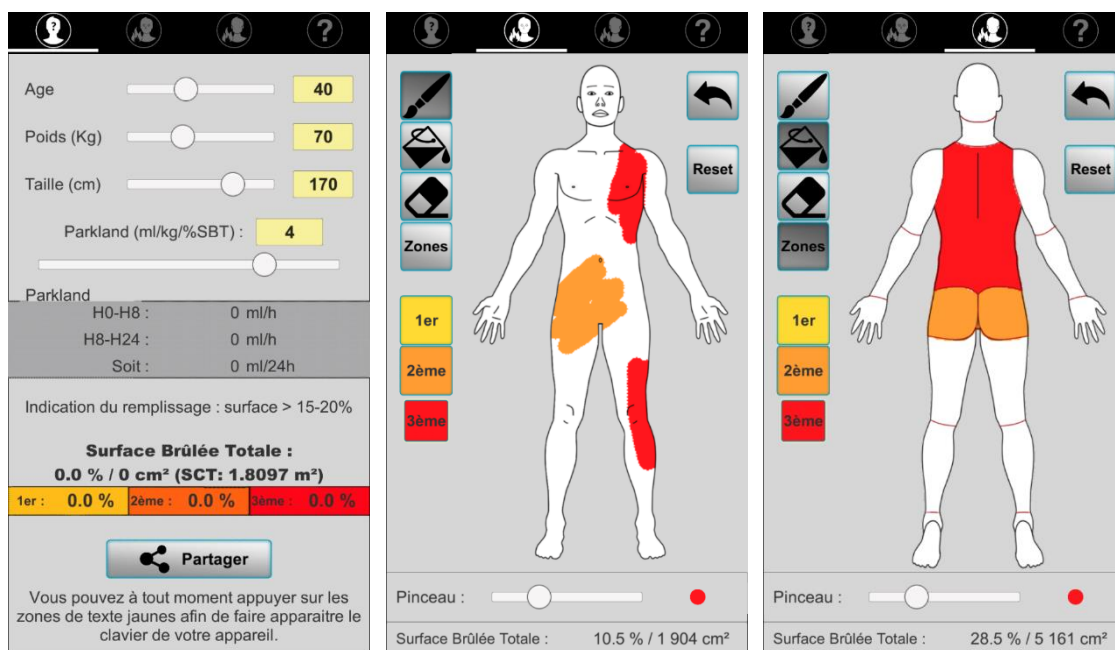 ?
?
Age
40
Poids (Kg)
70
Taille (cm)
170
Parkland (ml/kg/%SBT) :
4
Parkland
H0-H8 :
0 ml/h
H8-H24 :
0 ml/h
Soit :
0 ml/24h
Indication du remplissage : surface > 15-20%
Surface Brûlée Totale :
0.0 % / 0 cm² (SCT: 1.8097 m²)
1er : 0.0 %
2ème : 0.0 %
3ème : 0.0 %
Partager
Vous pouvez à tout moment appuyer sur les
zones de texte jaunes afin de faire apparaitre le
clavier de votre appareil.
?
?
Reset
Zones
1er
2ème
3ème
Pinceau :
Surface Brûlée Totale :
10.5 % / 1 904 cm²
?
?
Reset
Zones
1er
2ème
3ème
Pinceau :
Surface Brûlée Totale :
28.5 % / 5 161 cm²